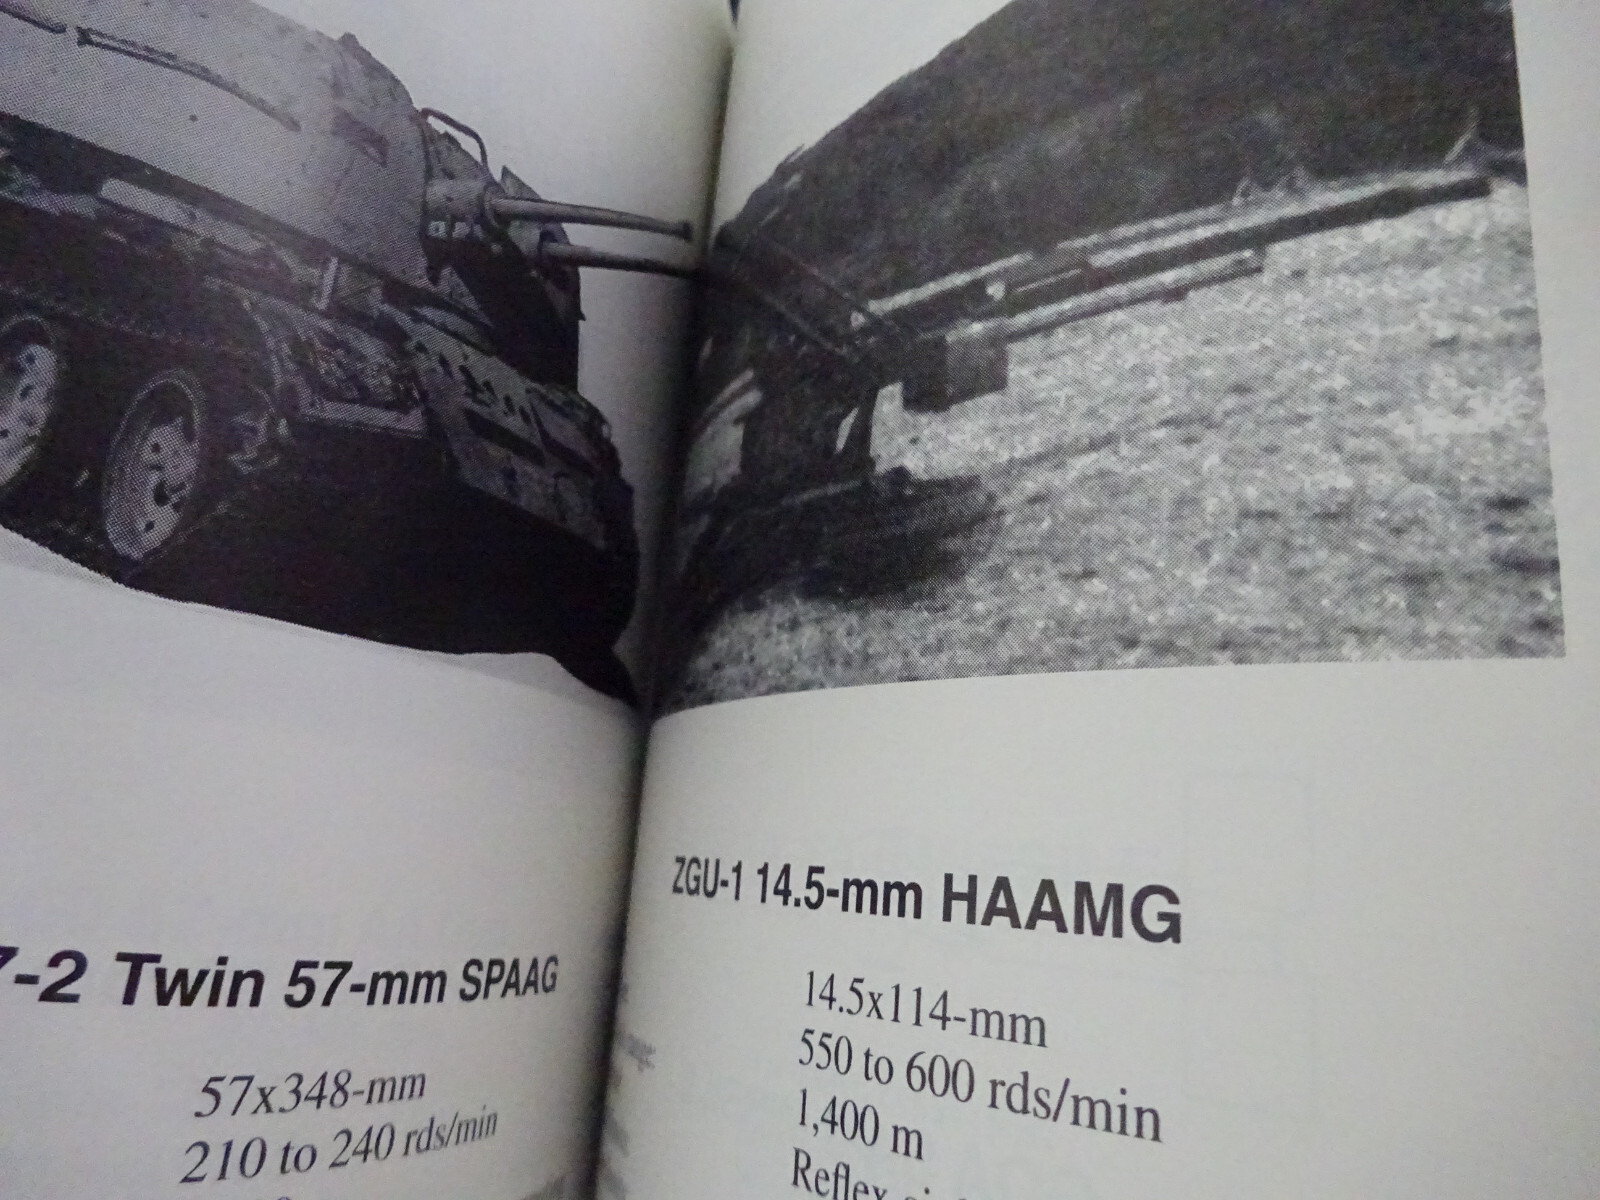 -2 Twin 57-mm SPAAG
57x348-mm
210 to 240 rds/min
ZGU-1 14.5-mm HAAMG
14.5x114-mm
550 to 600 rds/min
1,400 m
Reflex